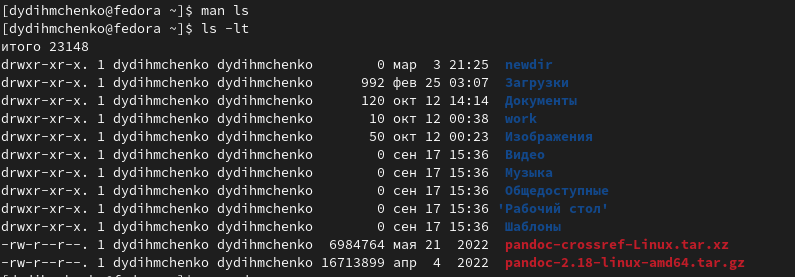 [dydihmchenko@fedora ~]$ man ls
[dydihmchenko@fedora ~]$ ls -lt
итого 23148
drwxr-xr-x. 1 dydihmchenko dydihmchenko 0 мар 3 21:25 newdir
drwxr-xr-x. 1 dydihmchenko dydihmchenko 992 фев 25 03:07 Загрузки
drwxr-xr-x. 1 dydihmchenko dydihmchenko 120 окт 12 14:14 Документы
drwxr-xr-x. 1 dydihmchenko dydihmchenko 10 окт 12 00:38 work
drwxr-xr-x. 1 dydihmchenko dydihmchenko 50 окт 12 00:23 Изображения
drwxr-xr-x. 1 dydihmchenko dydihmchenko 0 сен 17 15:36 Видео
drwxr-xr-x. 1 dydihmchenko dydihmchenko 0 сен 17 15:36 Музыка
drwxr-xr-x. 1 dydihmchenko dydihmchenko 0 сен 17 15:36 Общедоступные
drwxr-xr-x. 1 dydihmchenko dydihmchenko 0 сен 17 15:36 'Рабочий стол'
drwxr-xr-x. 1 dydihmchenko dydihmchenko 0 сен 17 15:36 Шаблоны
-rw-r--r--. 1 dydihmchenko dydihmchenko 6984764 мая 21 2022 pandoc-crossref-Linux.tar.xz
-rw-r--r--. 1 dydihmchenko dydihmchenko 16713899 апр 4 2022 pandoc-2.18-linux-amd64.tar.gz